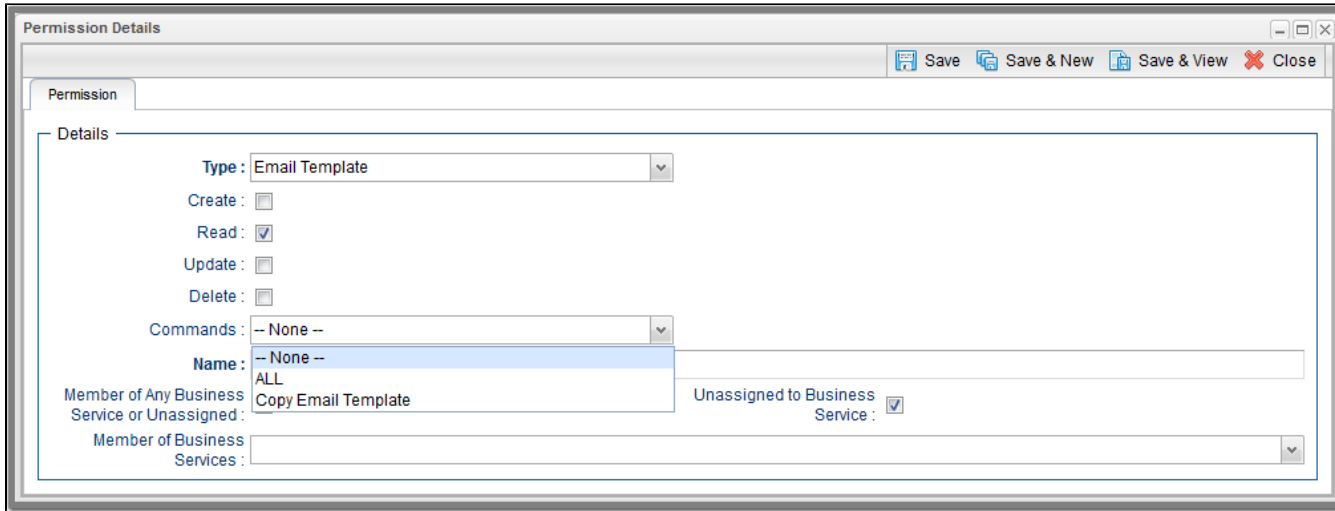 Permission Details
Save Save & New Save & View Close
Permission
Details
Type : Email Template
Create :
Read :
Update :
Delete :
Commands : -- None --
Name : -- None --
ALL
Copy Email Template
Member of Any Business
Service or Unassigned :
Unassigned to Business
Service :
Member of Business
Services :